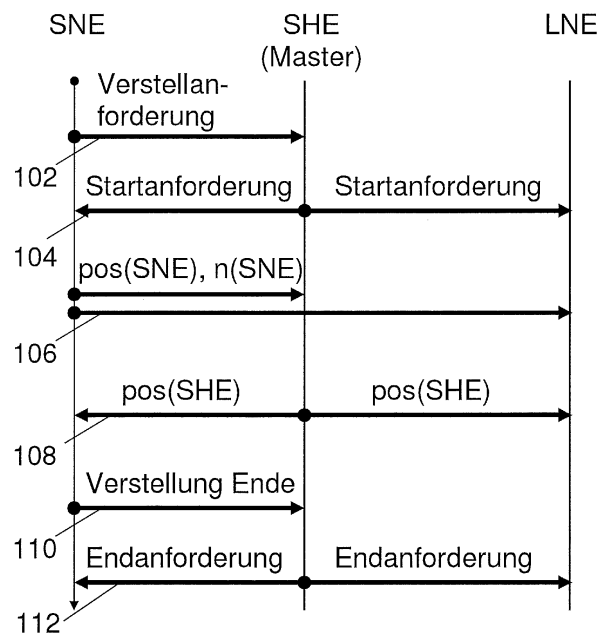 SNE SHE LNE
(Master)
Verstellan-
forderung
102
Startanforderung Startanforderung
104
pos(SNE), n(SNE)
106
pos(SHE) pos(SHE)
108
Verstellung Ende
110
Endanforderung Endanforderung
112